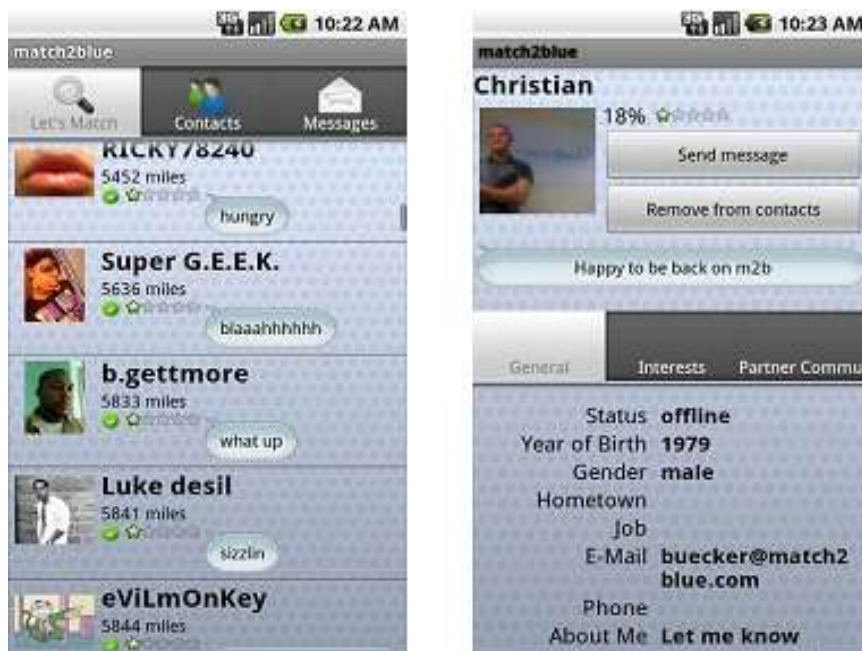 10:22 AM
match2blue
Let's Match Contacts Messages
RICKY78240
5452 miles
hungry
Super G.E.E.K.
5636 miles
blaaahhhhhh
b.gettmore
5833 miles
what up
Luke desil
5841 miles
sizzlin
eViLmOnKey
5844 miles
10:23 AM
match2blue
Christian
18%
Send message
Remove from contacts
Happy to be back on m2b
General Interests Partner Commu
Status offline
Year of Birth 1979
Gender male
Hometown
Job
E-Mail buecker@match2
blue.com
Phone
About Me Let me know